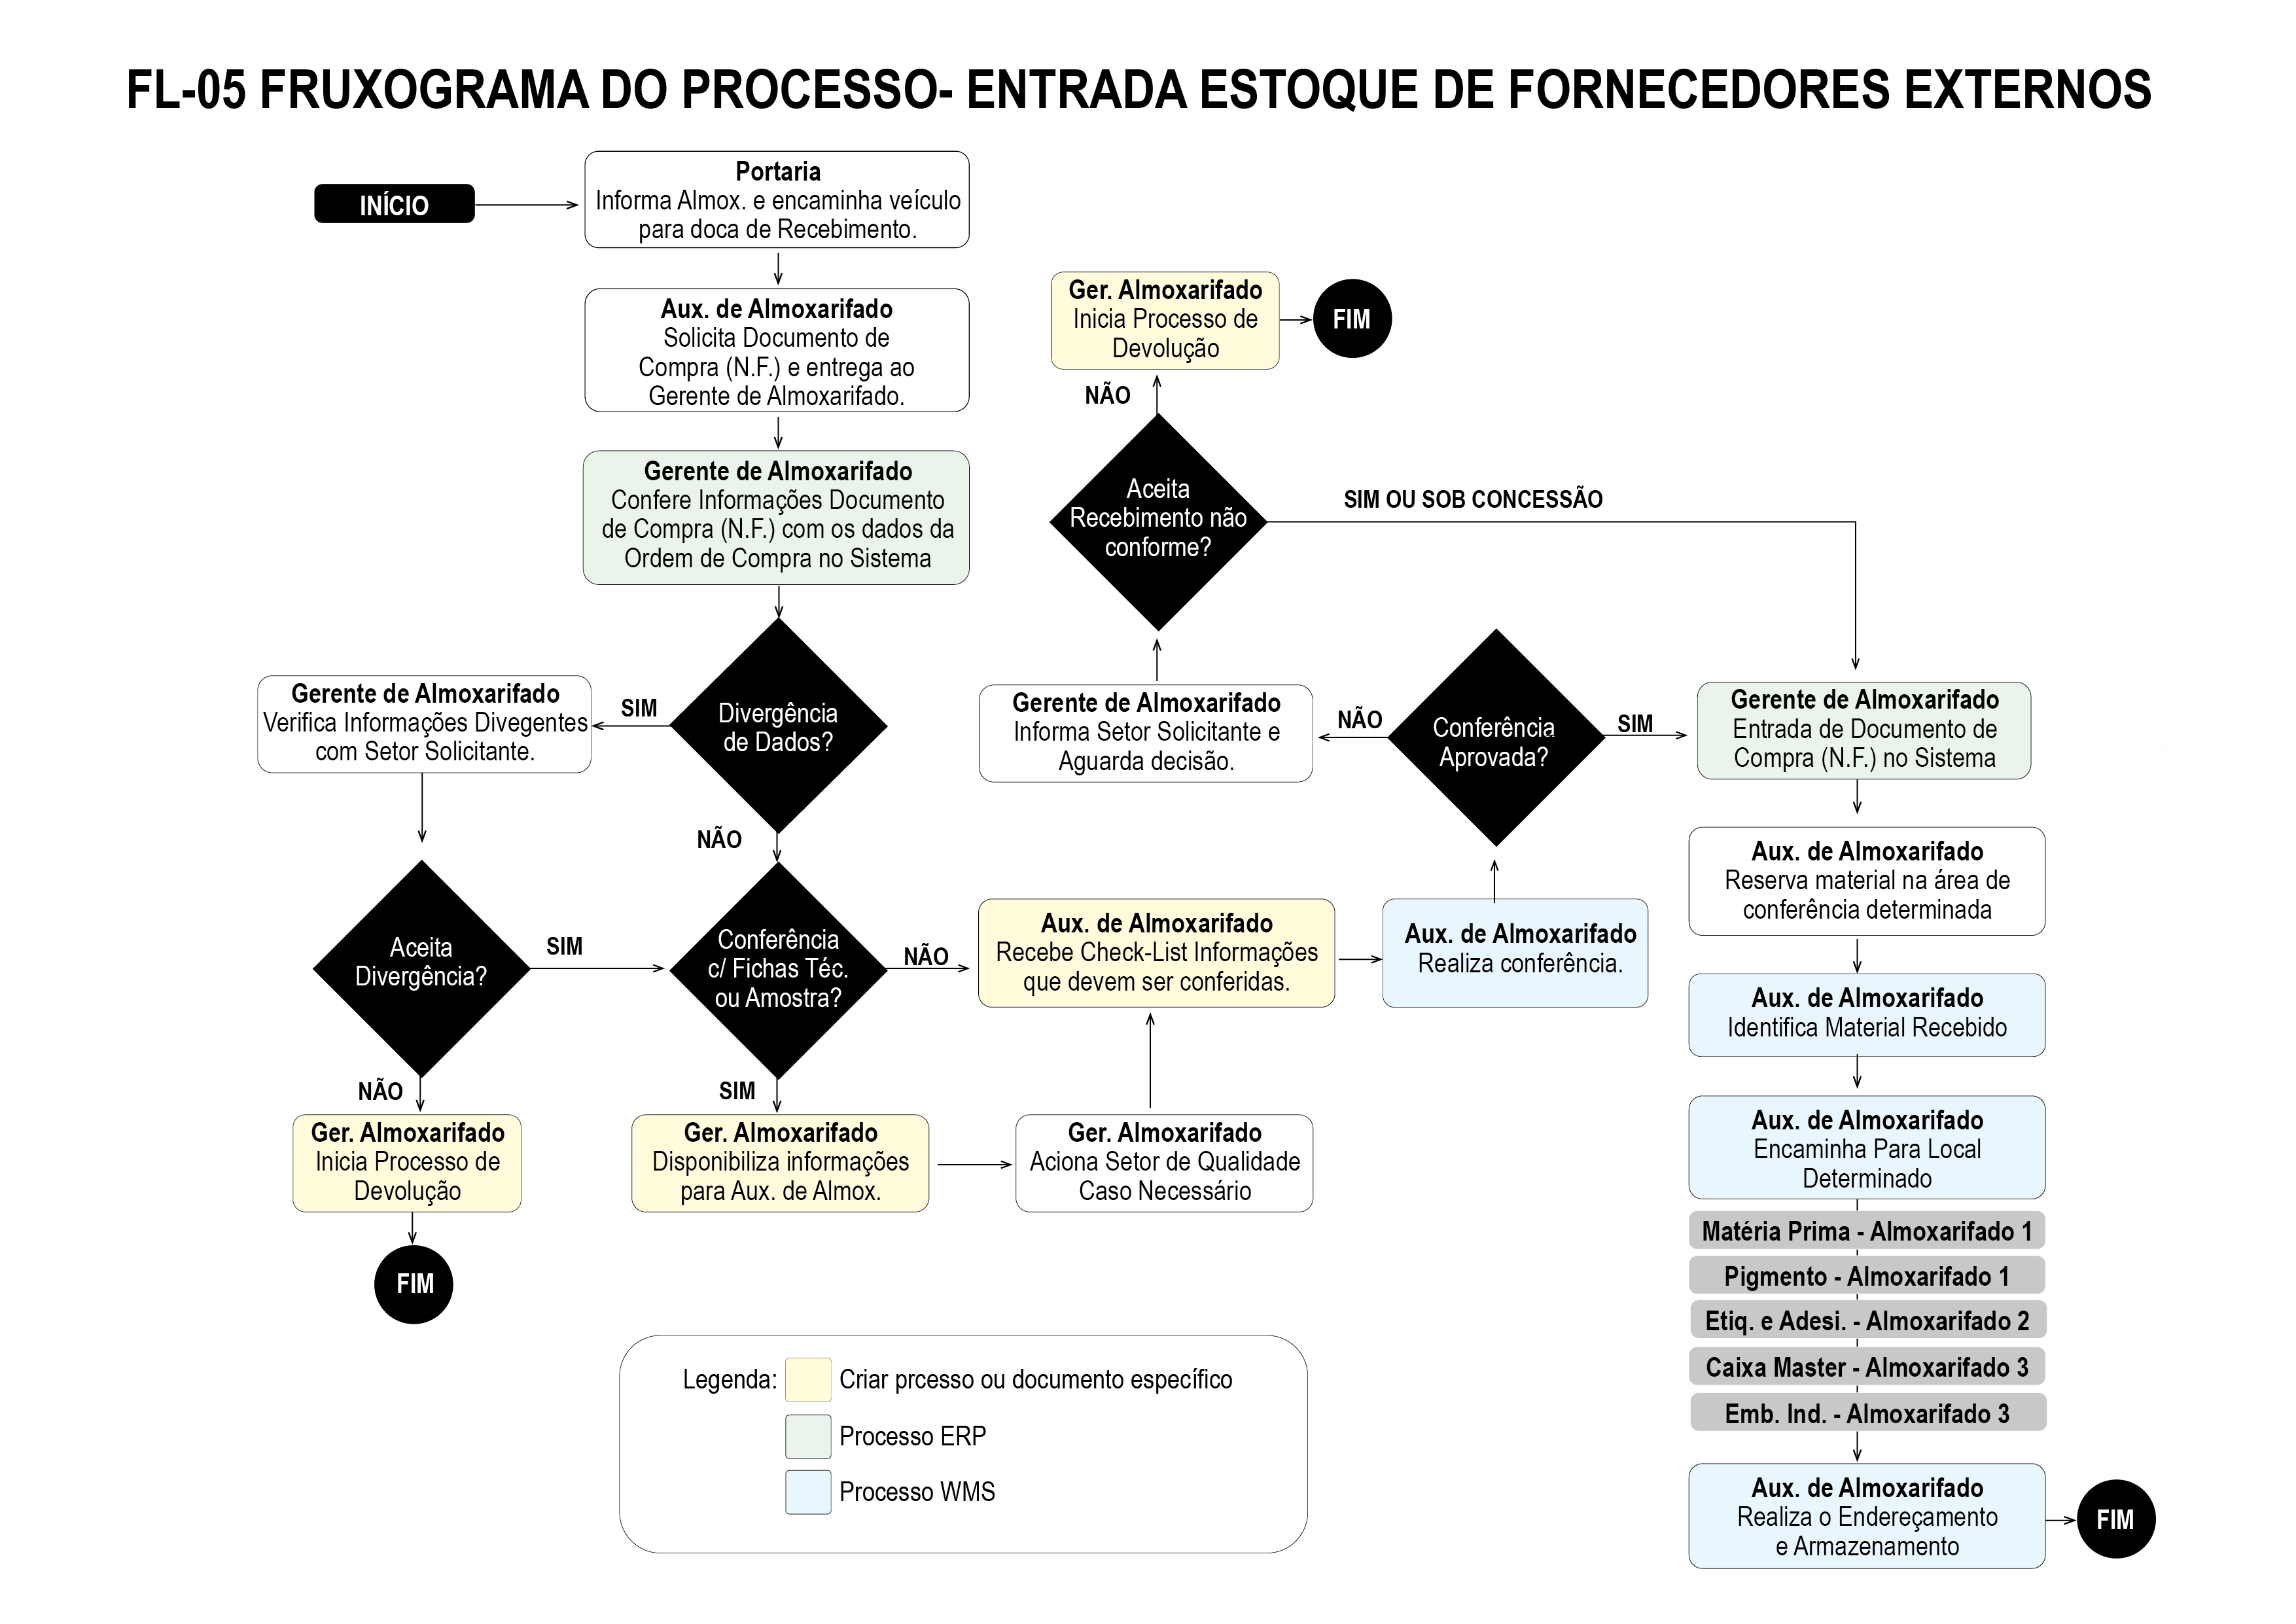 FL-05 FRUXOGRAMA DO PROCESSO- ENTRADA ESTOQUE DE FORNECEDORES EXTERNOS
INÍCIO
Portaria
Informa Almox. e encaminha veículo
para doca de Recebimento.
Aux. de Almoxarifado
Solicita Documento de
Compra (N.F.) e entrega ao
Gerente de Almoxarifado.
Gerente de Almoxarifado
Confere Informações Documento
de Compra (N.F.) com os dados da
Ordem de Compra no Sistema
Divergência
de Dados?
SIM
Gerente de Almoxarifado
Verifica Informações Divegentes
com Setor Solicitante.
Aceita
Divergência?
NÃO
Ger. Almoxarifado
Inicia Processo de
Devolução
FIM
SIM
NÃO
Conferência
c/ Fichas Téc.
ou Amostra?
SIM
Ger. Almoxarifado
Disponibiliza informações
para Aux. de Almox.
Ger. Almoxarifado
Aciona Setor de Qualidade
Caso Necessário
NÃO
Aux. de Almoxarifado
Recebe Check-List Informações
que devem ser conferidas.
Aux. de Almoxarifado
Realiza conferência.
Conferência
Aprovada?
NÃO
Gerente de Almoxarifado
Informa Setor Solicitante e
Aguarda decisão.
Aceita
Recebimento não
conforme?
NÃO
Ger. Almoxarifado
Inicia Processo de
Devolução
FIM
SIM OU SOB CONCESSÃO
SIM
Gerente de Almoxarifado
Entrada de Documento de
Compra (N.F.) no Sistema
Aux. de Almoxarifado
Reserva material na área de
conferência determinada
Aux. de Almoxarifado
Identifica Material Recebido
Aux. de Almoxarifado
Encaminha Para Local
Determinado
Matéria Prima - Almoxarifado 1
Pigmento - Almoxarifado 1
Etiq. e Adesi. - Almoxarifado 2
Caixa Master - Almoxarifado 3
Emb. Ind. - Almoxarifado 3
Aux. de Almoxarifado
Realiza o Endereçamento
e Armazenamento
FIM
Legenda:
Criar prcesso ou documento específico
Processo ERP
Processo WMS